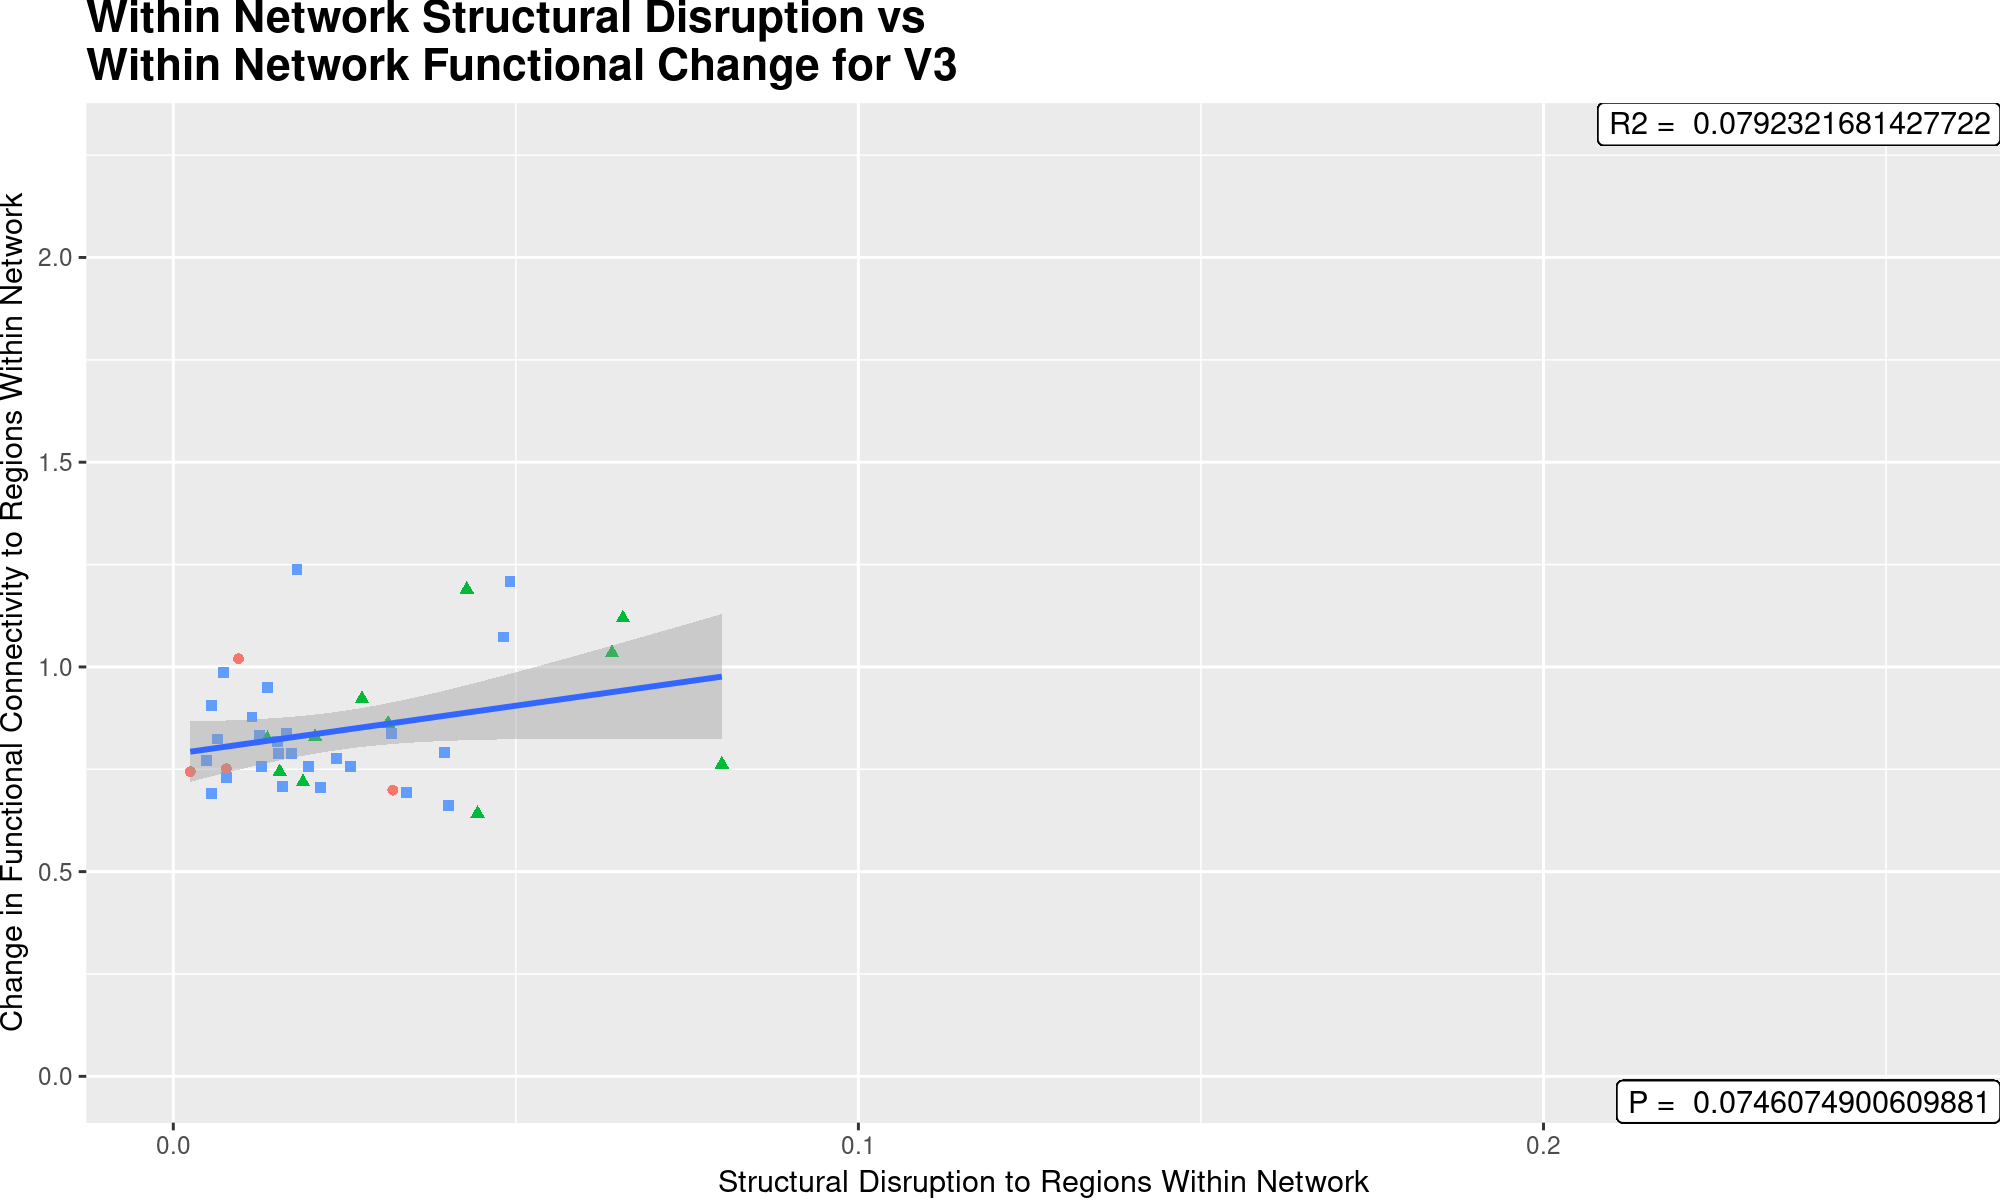 Within Network Structural Disruption vs
Within Network Functional Change for V3
R2 = 0.0792321681427722
Change in Functional Connectivity to Regions Within Network
2.0
1.5
1.0
0.5
0.0
P = 0.0746074900609881
0.0
0.1
0.2
Structural Disruption to Regions Within Network